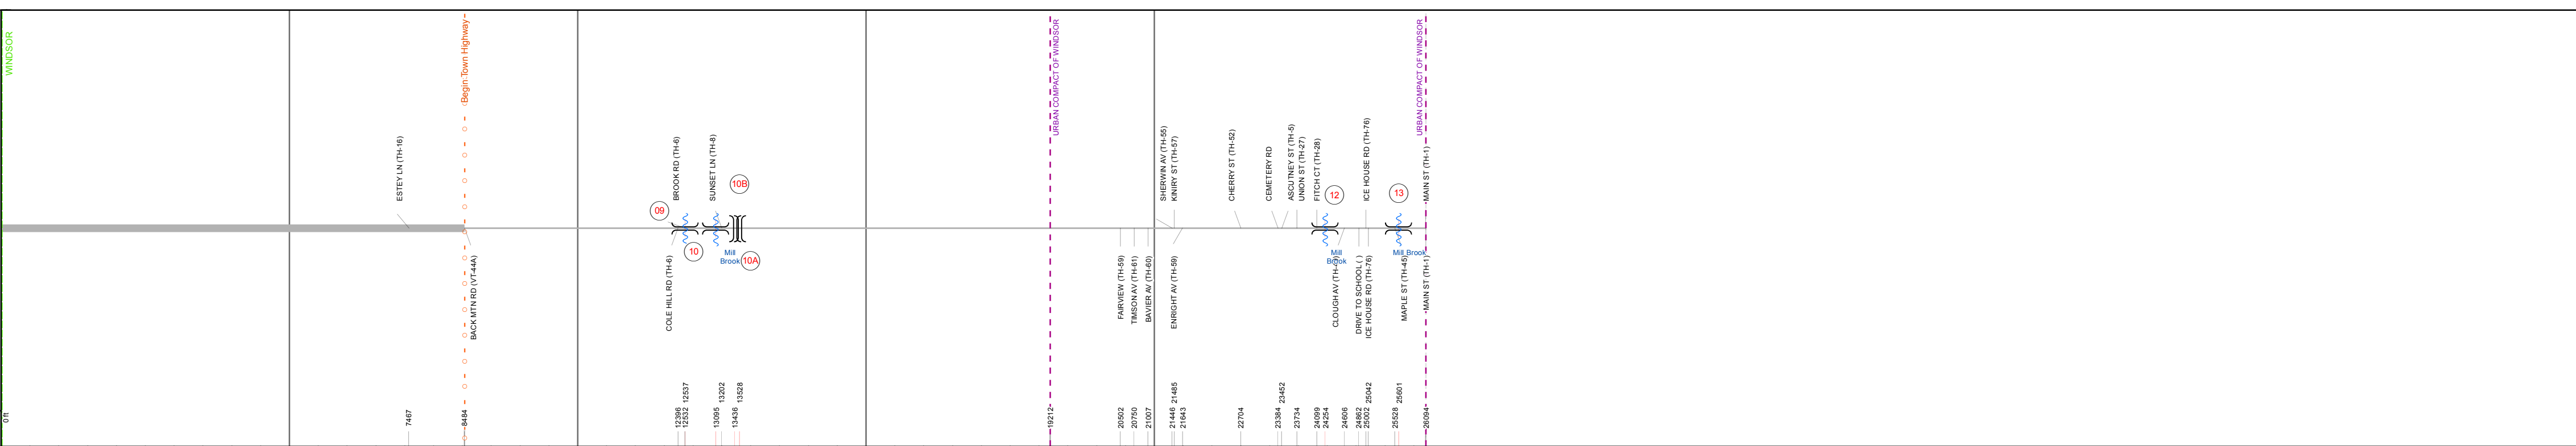 WINDSOR
Begin Town Highway
URBAN COMPACT OF WINDSOR
URBAN COMPACT OF WINDSOR
ESTEY LN (TH-16)
BROOK RD (TH-6)
SUNSET LN (TH-8)
SHERWIN AV (TH-55)
KINIRY ST (TH-57)
CHERRY ST (TH-52)
CEMETERY RD
ASCUTNEY ST (TH-5)
UNION ST (TH-27)
FITCH CT (TH-28)
ICE HOUSE RD (TH-76)
MAIN ST (TH-1)
09
10
10B
10A
12
13
Mill
Brook
Mill
Brook
Mill Brook
BACK MTN RD (VT-44A)
COLE HILL RD (TH-6)
FAIRVIEW (TH-59)
TIMSON AV (TH-61)
BAVIER AV (TH-60)
ENRIGHT AV (TH-59)
CLOUGH AV
DRIVE TO SCHOOL ( )
ICE HOUSE RD (TH-76)
MAPLE ST (TH-45)
MAIN ST (TH-1)
0 ft
7467
8484
12396
12532
12537
13095
13202
13436
13528
19212
20502
20750
21007
21446
21485
21643
22704
23384
23452
23734
24099
24254
24606
24862
25002
25042
25528
25601
26094